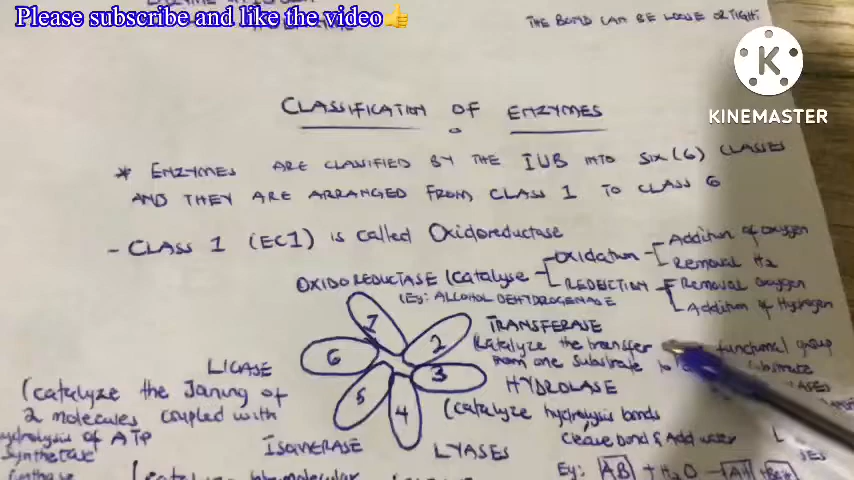 Please subscribe and like the video👍
THE BOND CAN BE LOOSE OR TIGHT
KINEMASTER
CLASSIFICATION OF ENZYMES
* ENZYMES ARE CLASSIFIED BY THE IUB INTO SIX (6) CLASSES
AND THEY ARE ARRANGED FROM CLASS 1 TO CLASS 6
- CLASS 1 (EC1) is called Oxidoreductase
OXIDOREDUCTASE (catalyse
Oxidation
Addition of oxygen
Removal H2
REDUCTION
Removal oxygen
Addition of Hydrogen
(Eg: ALCOHOL DEHYDROGENASE
1
2
3
4
5
6
TRANSFERASE
Catalyze the transfer functional group
from one substrate to substrate
HYDROLASE
(catalyze hydrolysis bonds
Cleave bond & Add water
Eg: AB + H2O
LYASES
ISOMERASE
LIGASE
(catalyze the Joining of
2 molecules coupled with
hydrolysis of ATP
Synthetase